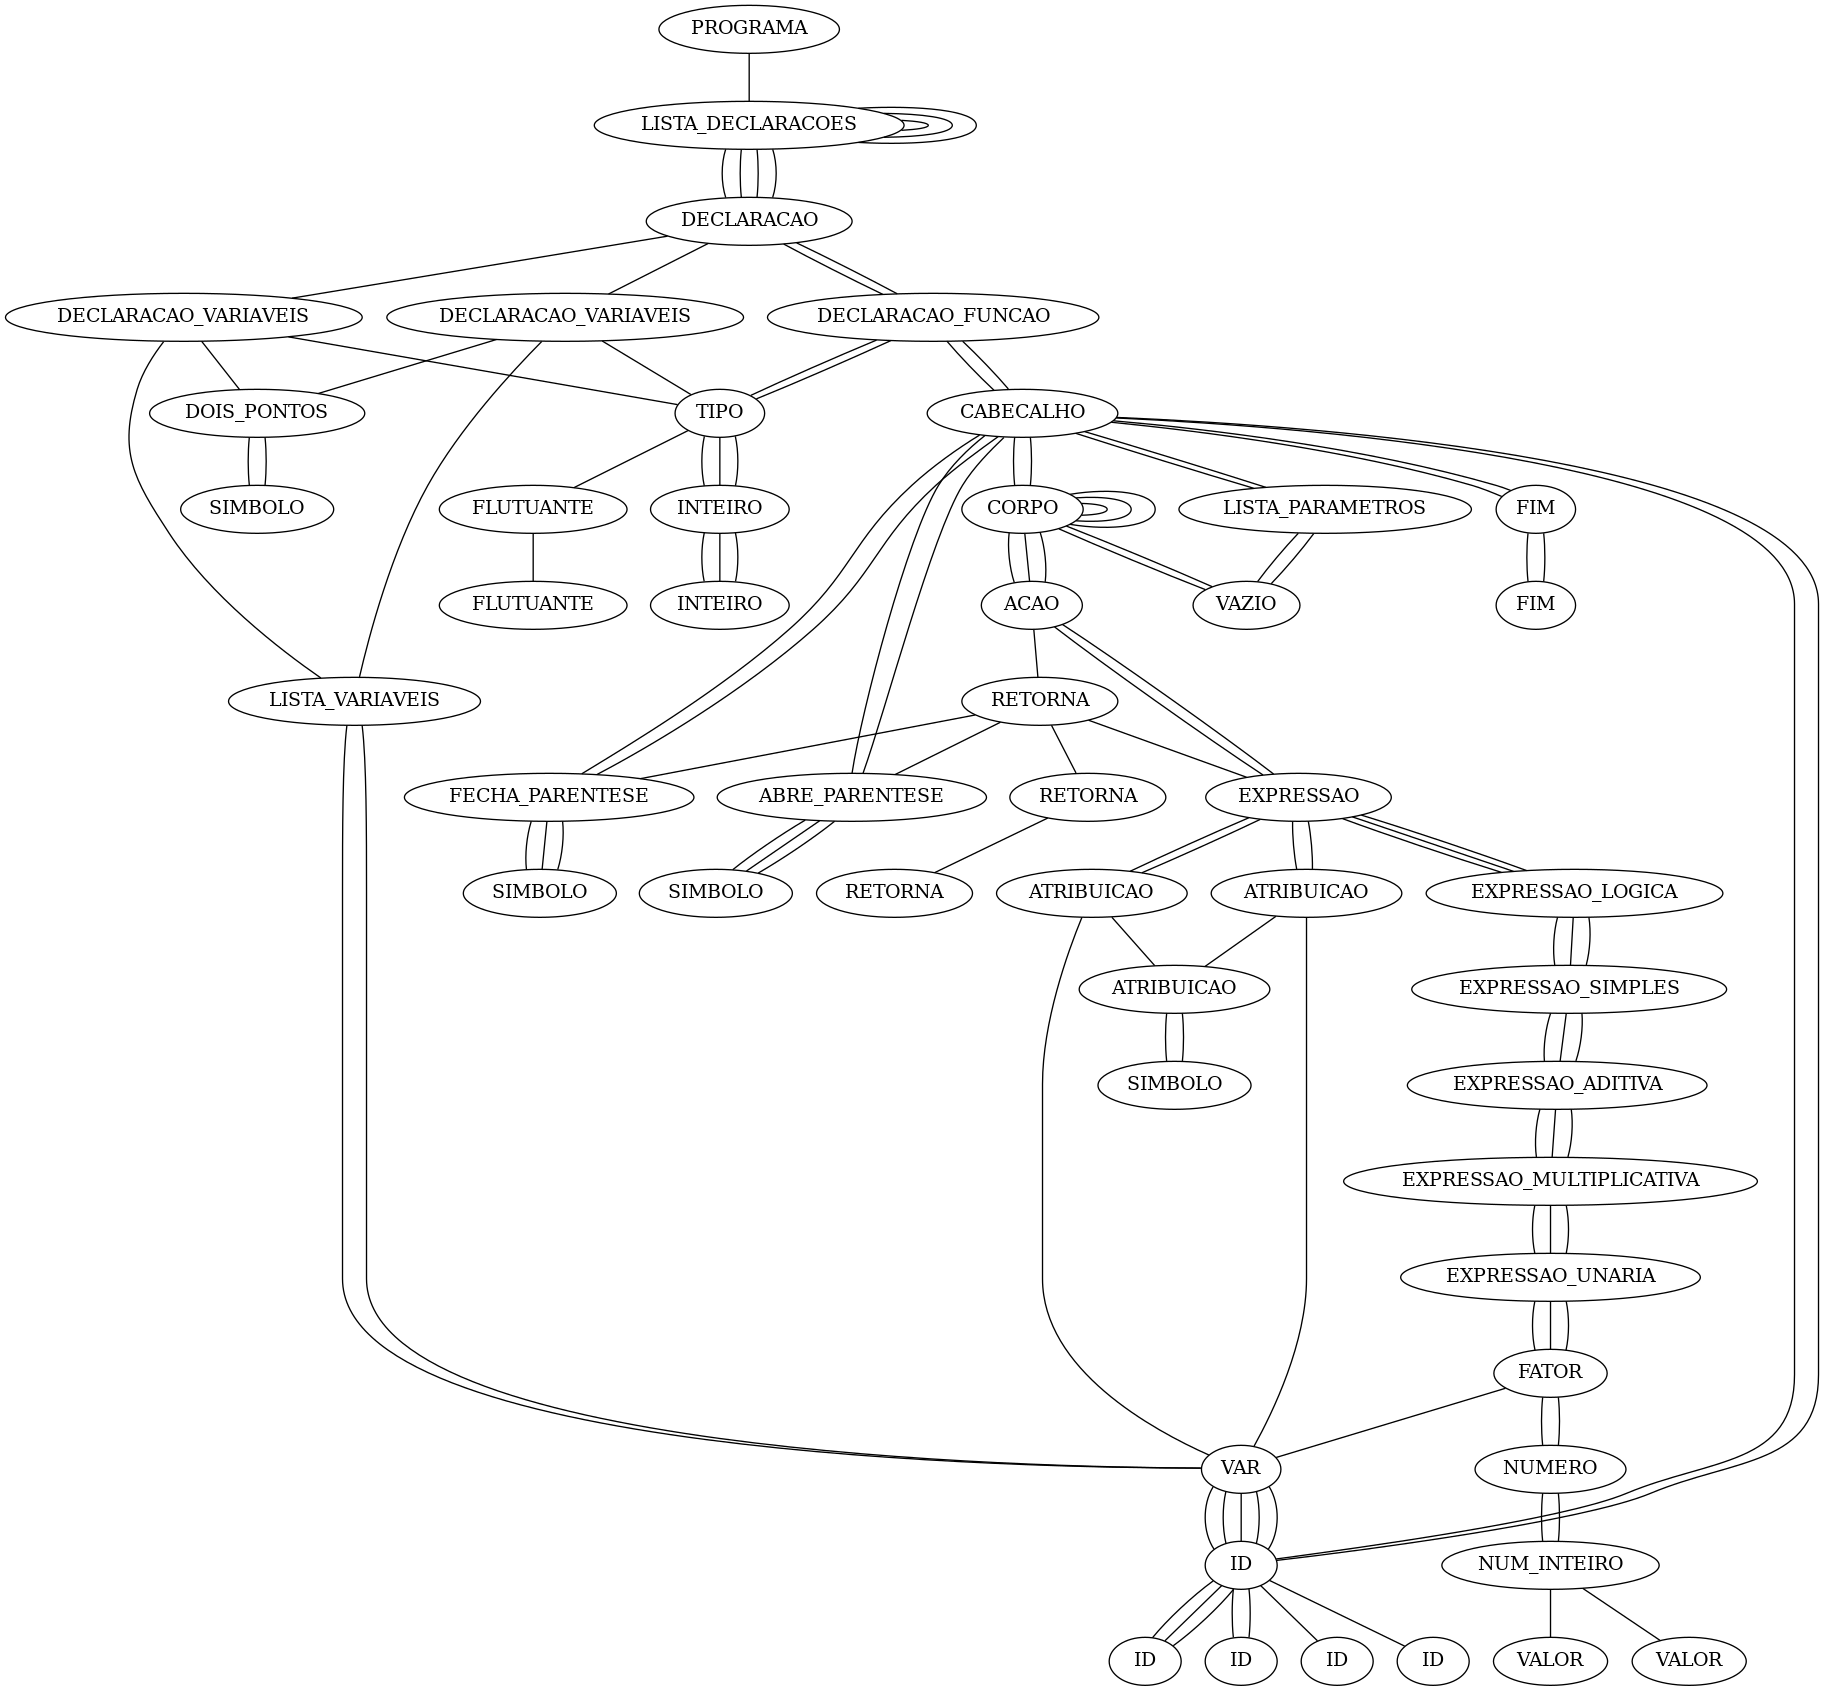 PROGRAMA
LISTA_DECLARACOES
DECLARACAO
DECLARACAO_VARIAVEIS
DECLARACAO_VARIAVEIS
DECLARACAO_FUNCAO
DOIS_PONTOS
TIPO
CABECALHO
SIMBOLO
FLUTUANTE
INTEIRO
CORPO
LISTA_PARAMETROS
FIM
FLUTUANTE
INTEIRO
ACAO
VAZIO
FIM
LISTA_VARIAVEIS
RETORNA
FECHA_PARENTESE
ABRE_PARENTESE
RETORNA
EXPRESSAO
SIMBOLO
SIMBOLO
RETORNA
ATRIBUICAO
ATRIBUICAO
EXPRESSAO_LOGICA
ATRIBUICAO
EXPRESSAO_SIMPLES
SIMBOLO
EXPRESSAO_ADITIVA
EXPRESSAO_MULTIPLICATIVA
EXPRESSAO_UNARIA
FATOR
VAR
NUMERO
ID
NUM_INTEIRO
ID
ID
ID
ID
VALOR
VALOR